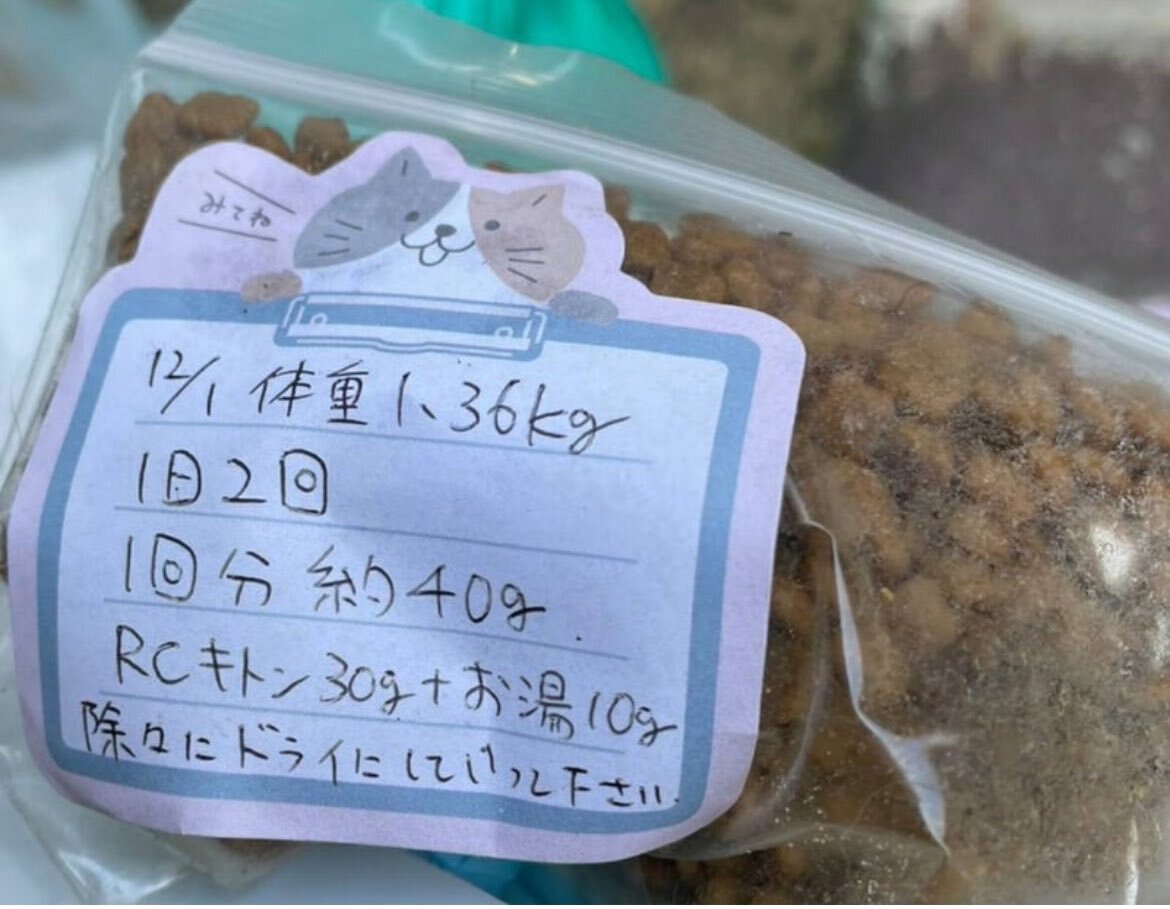 みてね
12/1 体重1、36kg
1日2回
1回分 約40g
RCキトン30g+お湯10g
除々にドライにしていって下さい.